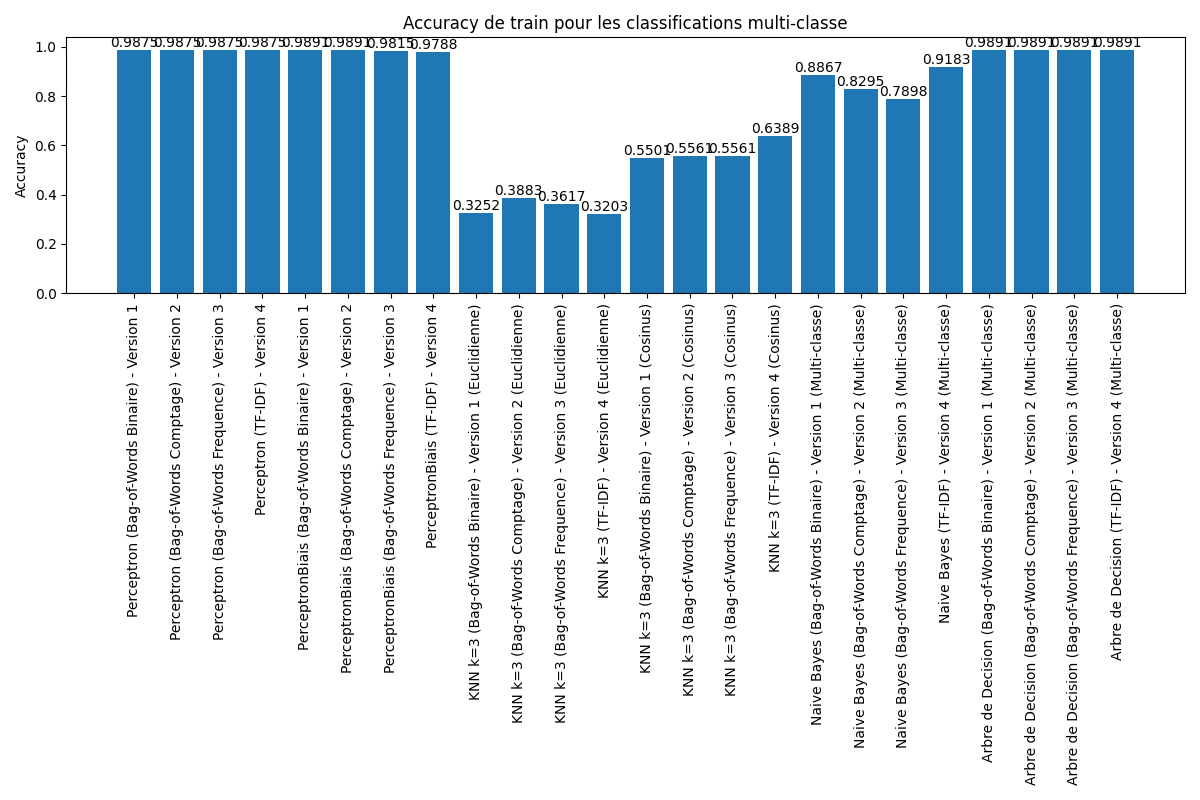 Accuracy de train pour les classifications multi-classe
Accuracy
1.0
0.8
0.6
0.4
0.2
0.0
0.9875
0.9875
0.9875
0.9875
0.9891
0.9891
0.9815
0.9788
0.3252
0.3883
0.3617
0.3203
0.5501
0.5561
0.5561
0.6389
0.8867
0.8295
0.7898
0.9183
0.9891
0.9891
0.9891
0.9891
Perceptron (Bag-of-Words Binaire) - Version 1
Perceptron (Bag-of-Words Comptage) - Version 2
Perceptron (Bag-of-Words Frequence) - Version 3
Perceptron (TF-IDF) - Version 4
PerceptronBiais (Bag-of-Words Binaire) - Version 1
PerceptronBiais (Bag-of-Words Comptage) - Version 2
PerceptronBiais (Bag-of-Words Frequence) - Version 3
PerceptronBiais (TF-IDF) - Version 4
KNN k=3 (Bag-of-Words Binaire) - Version 1 (Euclidienne)
KNN k=3 (Bag-of-Words Comptage) - Version 2 (Euclidienne)
KNN k=3 (Bag-of-Words Frequence) - Version 3 (Euclidienne)
KNN k=3 (TF-IDF) - Version 4 (Euclidienne)
KNN k=3 (Bag-of-Words Binaire) - Version 1 (Cosinus)
KNN k=3 (Bag-of-Words Comptage) - Version 2 (Cosinus)
KNN k=3 (Bag-of-Words Frequence) - Version 3 (Cosinus)
KNN k=3 (TF-IDF) - Version 4 (Cosinus)
Naive Bayes (Bag-of-Words Binaire) - Version 1 (Multi-classe)
Naive Bayes (Bag-of-Words Comptage) - Version 2 (Multi-classe)
Naive Bayes (Bag-of-Words Frequence) - Version 3 (Multi-classe)
Naive Bayes (TF-IDF) - Version 4 (Multi-classe)
Arbre de Decision (Bag-of-Words Binaire) - Version 1 (Multi-classe)
Arbre de Decision (Bag-of-Words Comptage) - Version 2 (Multi-classe)
Arbre de Decision (Bag-of-Words Frequence) - Version 3 (Multi-classe)
Arbre de Decision (TF-IDF) - Version 4 (Multi-classe)